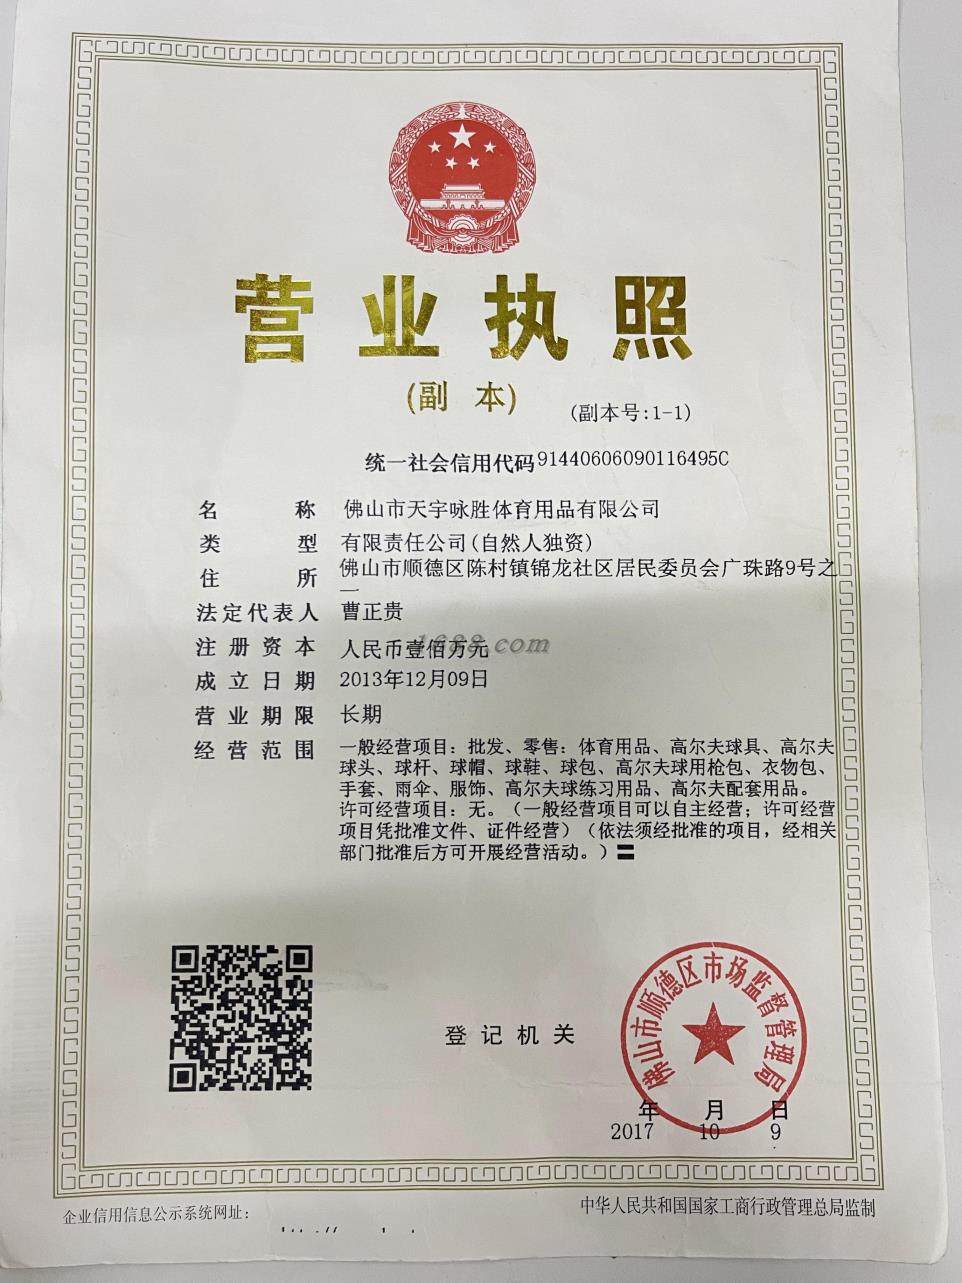 营业执照
(副 本)
(副本号:1-1)
统一社会信用代码91440606090116495C
名 称 佛山市天宇咏胜体育用品有限公司
类 型 有限责任公司(自然人独资)
住 所 佛山市顺德区陈村镇锦龙社区居民委员会广珠路9号之
一
法定代表人 曹正贵
注册资本 人民币壹佰万元
1688.com
成立日期 2013年12月09日
营业期限 长期
经营范围 一般经营项目：批发、零售：体育用品、高尔夫球具、高尔夫
球头、球杆、球帽、球鞋、球包、高尔夫球用枪包、衣物包、
手套、雨伞、服饰、高尔夫球练习用品、高尔夫配套用品。
许可经营项目：无。（一般经营项目可以自主经营；许可经营
项目凭批准文件、证件经营）（依法须经批准的项目，经相关
部门批准后方可开展经营活动。）〓
登记机关
佛山市顺德区市场监督管理局
年 月 日
2017 10 9
企业信用信息公示系统网址：
中华人民共和国国家工商行政管理总局监制